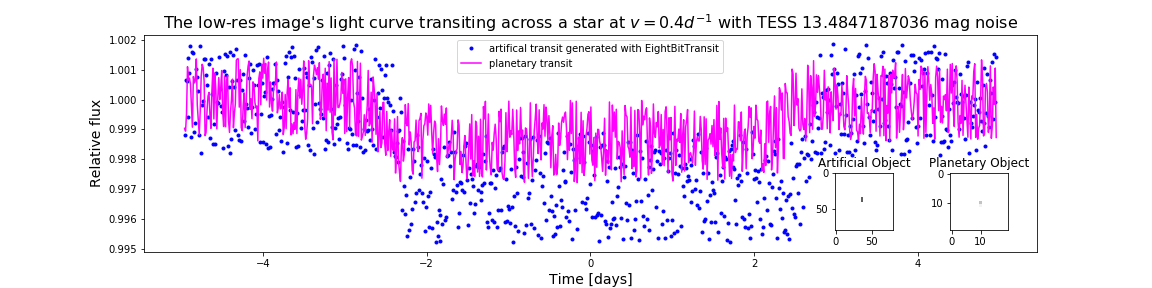 The low-res image's light curve transiting across a star at v = 0.4d⁻¹ with TESS 13.4847187036 mag noise
artifical transit generated with EightBitTransit
planetary transit
Relative flux
1.002
1.001
1.000
0.999
0.998
0.997
0.996
0.995
Artificial Object
0
50
0 50
Planetary Object
0
10
0 10
−4 −2 0 2 4
Time [days]